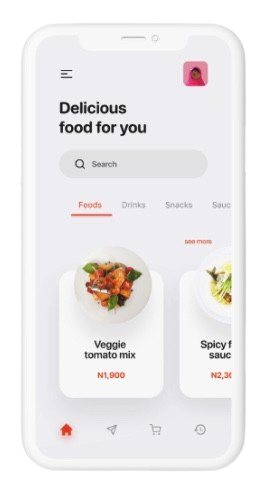 Delicious
food for you
Search
Foods Drinks Snacks Sauc
see more
Veggie
tomato mix
N1,900
Spicy f
sauc
N2,30